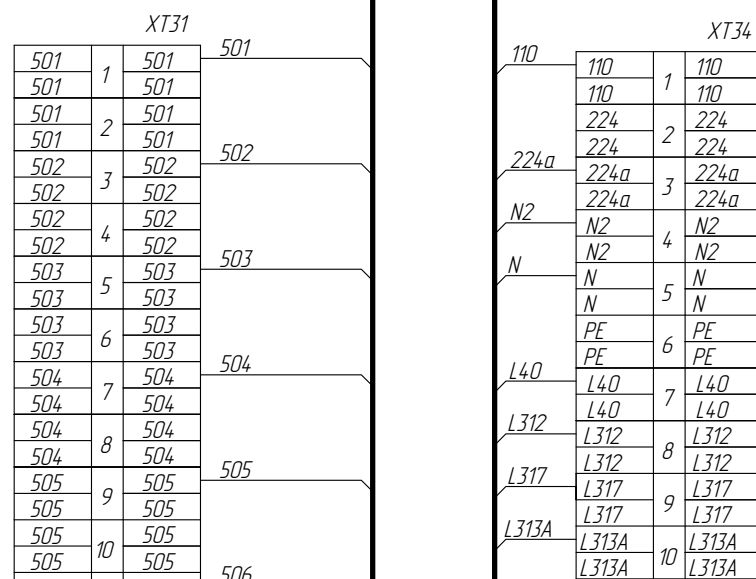 XT31
501
501 1 501
501 501
501 2 501
501 501
502
502 3 502
502 502
502 4 502
502 502
503
503 5 503
503 503
503 6 503
503 503
504
504 7 504
504 504
504 8 504
504 504
505
505 9 505
505 505
505 10 505
505 505
506
XT34
110
110 1 110
110 110
224 2 224
224 224
224а
224а 3 224а
224а 224а
N2
N2 4 N2
N2 N2
N
N 5 N
N N
PE 6 PE
PE PE
L40
L40 7 L40
L40 L40
L312
L312 8 L312
L312 L312
L317
L317 9 L317
L317 L317
L313A
L313A 10 L313A
L313A L313A